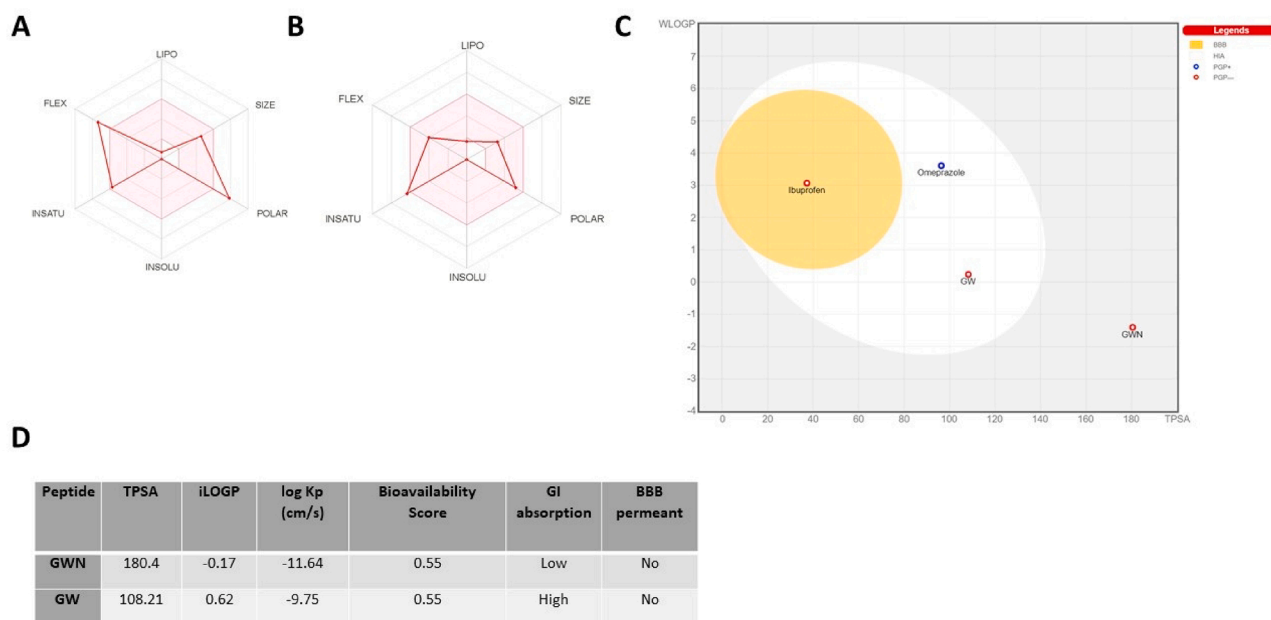 A
LIPO
FLEX
SIZE
INSATU
POLAR
INSOLU
B
LIPO
FLEX
SIZE
INSATU
POLAR
INSOLU
C
WLOGP
7
6
5
4
3
2
1
0
-1
-2
-3
-4
0 20 40 60 80 100 120 140 160 180 TPSA
Omeprazole
Ibuprofen
GW
GWN
Legends
BBB
HIA
PGP+
D
Peptide TPSA iLOGP log Kp (cm/s) Bioavailability Score GI absorption BBB permeant
GWN 180.4 -0.17 -11.64 0.55 Low No
GW 108.21 0.62 -9.75 0.55 High No